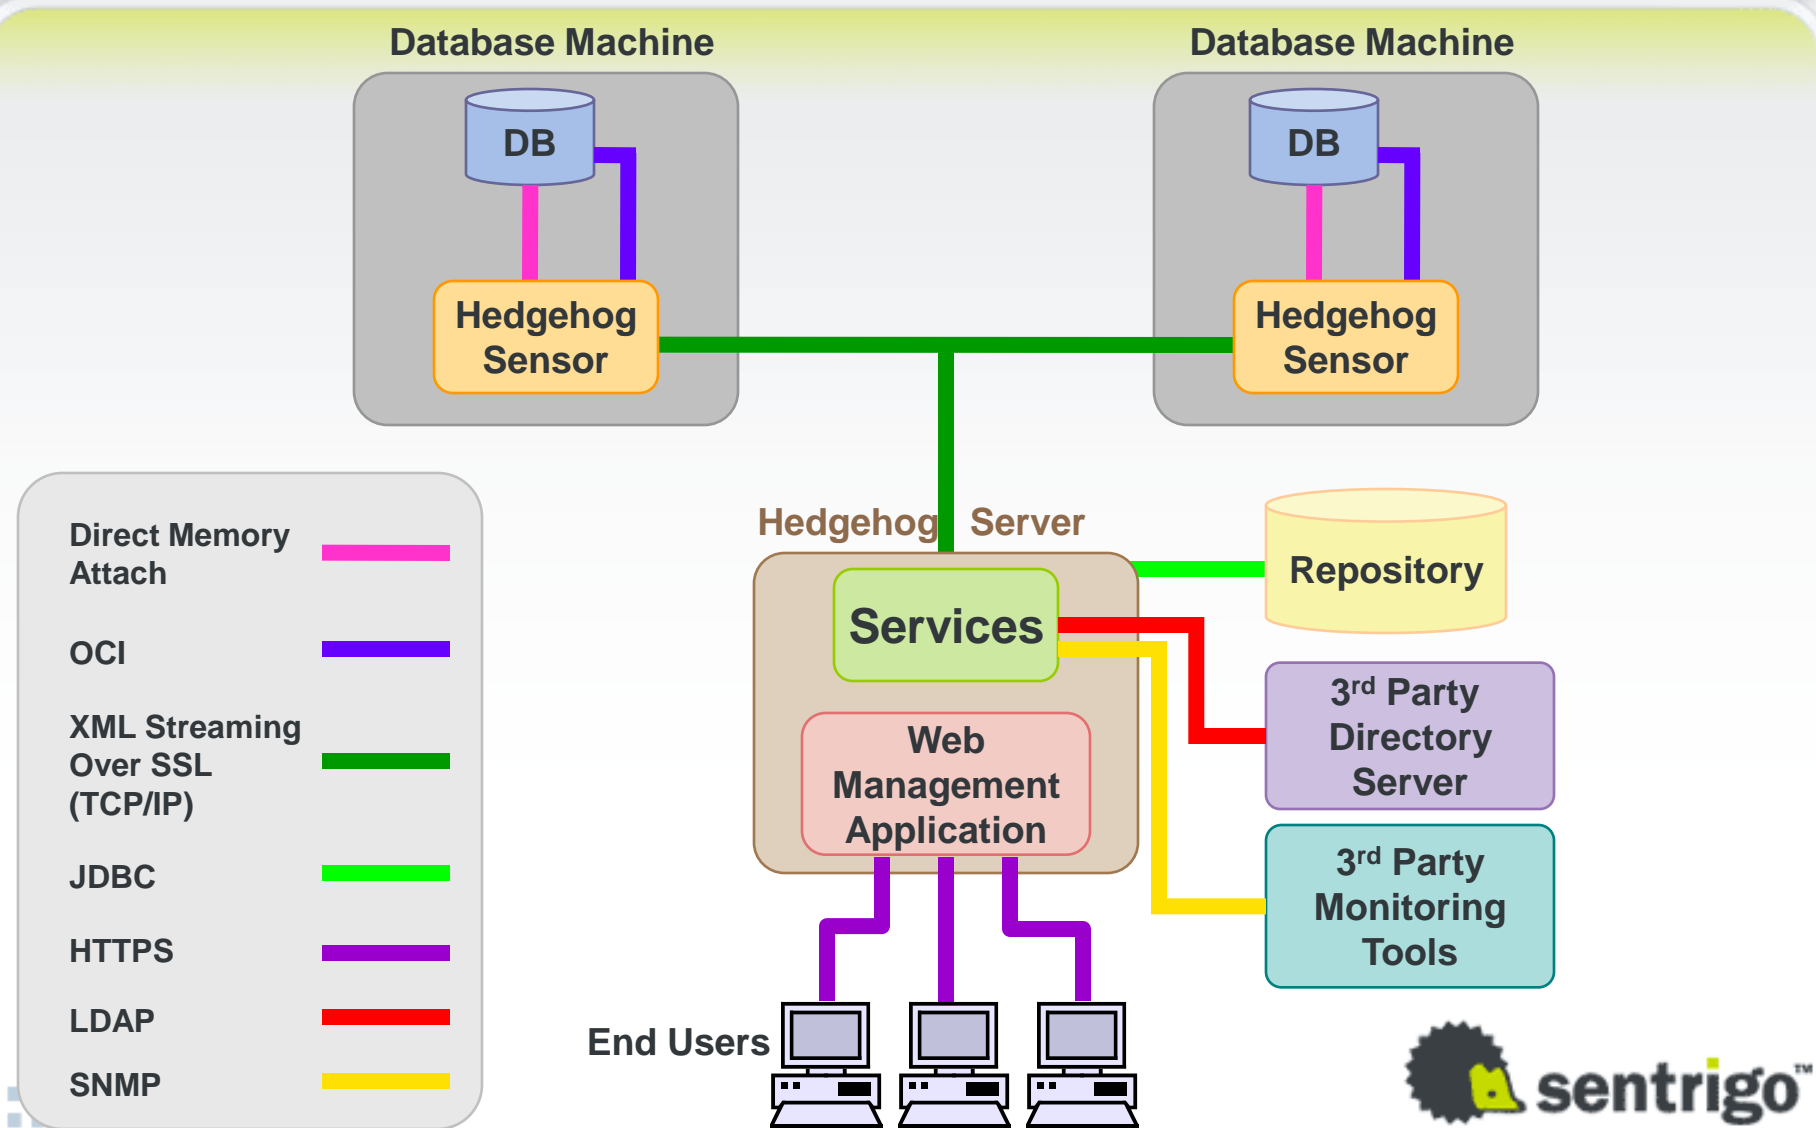 Database Machine
Database Machine
DB
DB
Hedgehog
Sensor
Hedgehog
Sensor
Direct Memory
Attach
OCI
XML Streaming
Over SSL
(TCP/IP)
JDBC
HTTPS
LDAP
SNMP
Hedgehog Server
Services
Web
Management
Application
Repository
3rd Party
Directory
Server
3rd Party
Monitoring
Tools
End Users
sentrigo™